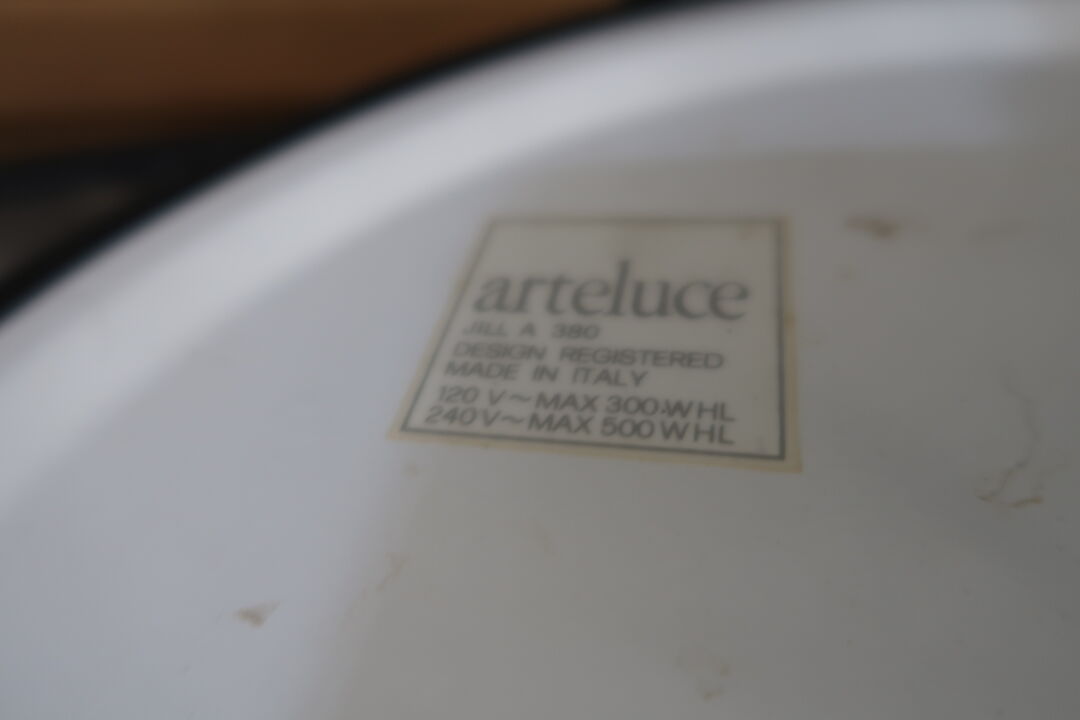 arteluce
JILL A 380
DESIGN REGISTERED
MADE IN ITALY
120 V~MAX 300 W HL
240 V~MAX 500 W HL